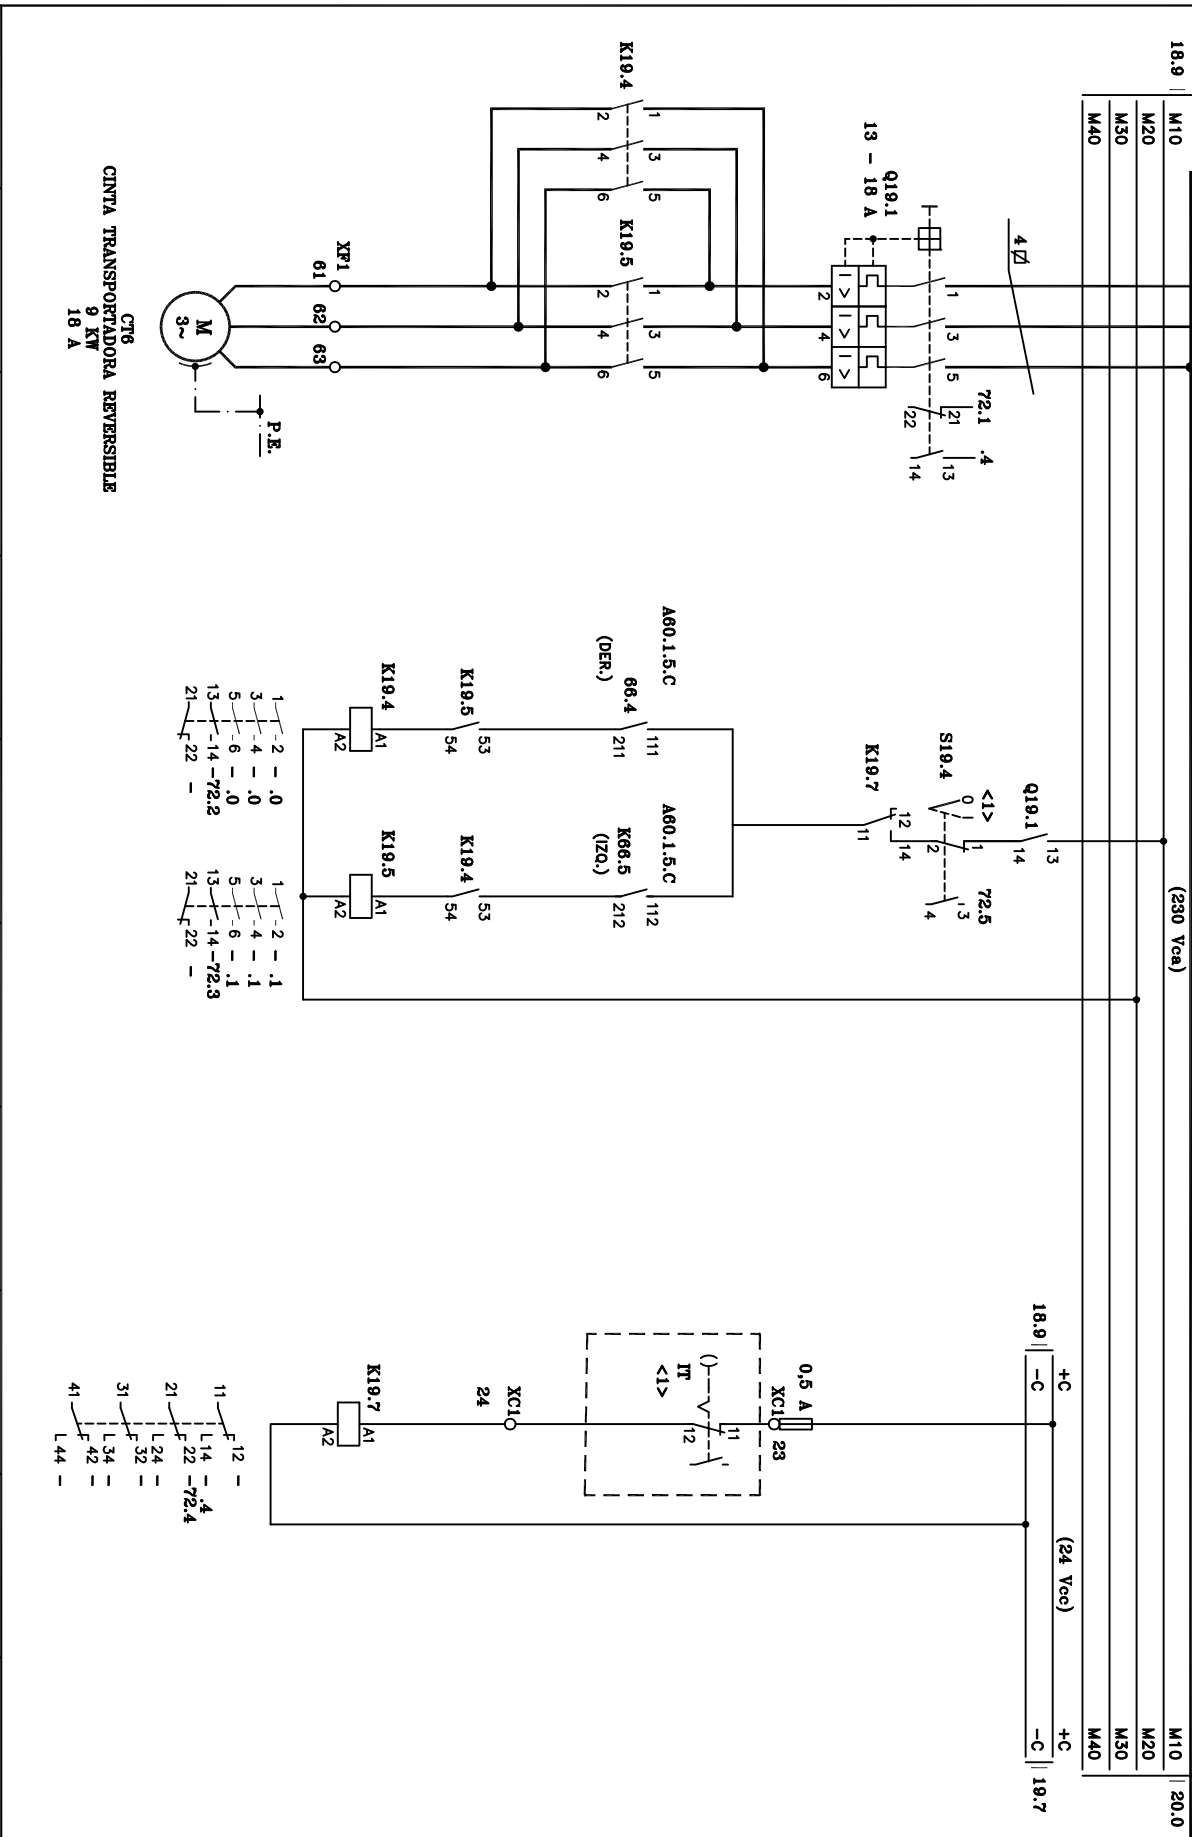 18.9
M10
M20
M30
M40
(230 Vca)
M10
M20
M30
M40
20.0
18.9
+C
-C
(24 Vcc)
+C
-C
19.7
4
Q19.1
13 - 18 A
1
3
5
I >
I >
I >
2
4
6
72.1
21
22
.4
13
14
K19.4
1
2
3
4
5
6
K19.5
1
2
3
4
5
6
XF1
61
62
63
M
3~
P.E.
CT6
CINTA TRANSPORTADORA REVERSIBLE
9 KW
18 A
Q19.1
13
14
<1>
S19.4
0
I
1
2
72.5
3
4
K19.7
12
14
11
A60.1.5.C
66.4
(DER.)
111
211
A60.1.5.C
K66.5
(IZQ.)
112
212
K19.5
53
54
K19.4
53
54
K19.4
A1
A2
K19.5
A1
A2
1 2 - .0
3 4 - .0
5 6 - .0
13 14 -72.2
21 22 -
1 2 - .1
3 4 - .1
5 6 - .1
13 14 -72.3
21 22 -
0,5 A
XC1
23
IT
<1>
11
12
XC1
24
K19.7
A1
A2
11 12 -
14 - .4
21 22 -72.4
24 -
31 32 -
34 -
41 42 -
44 -